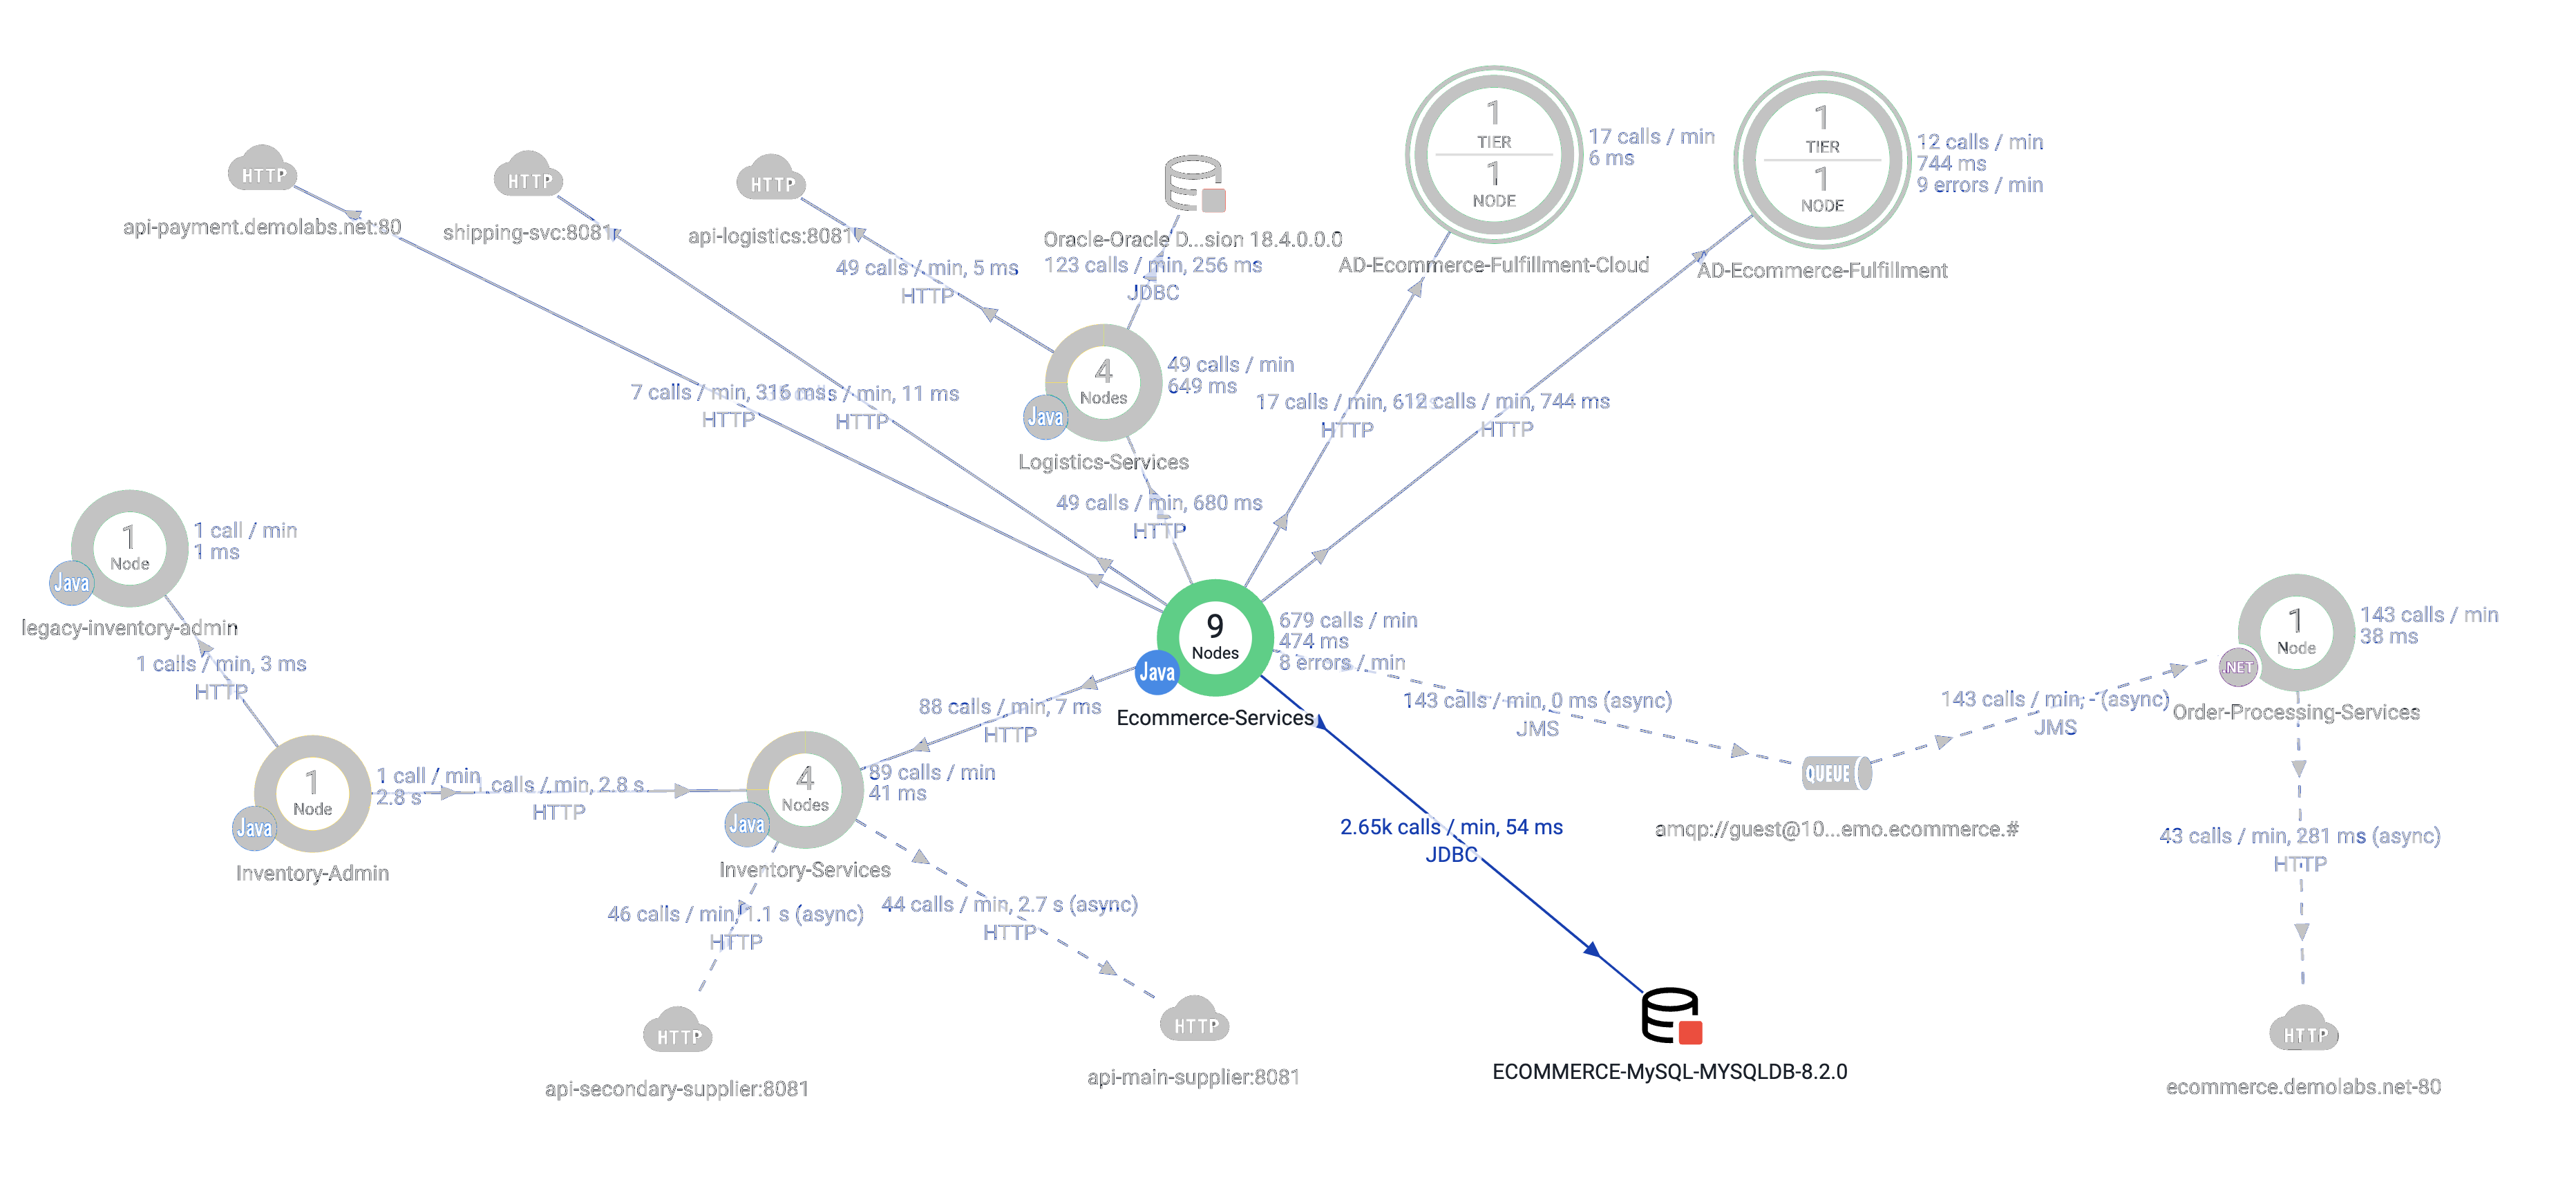 1
TIER
1
NODE
17 calls / min
6 ms
AD-Ecommerce-Fulfillment-Cloud
1
TIER
1
NODE
12 calls / min
744 ms
9 errors / min
AD-Ecommerce-Fulfillment
HTTP
api-payment.demolabs.net:80
HTTP
shipping-svc:8081
HTTP
api-logistics:8081
Oracle-Oracle D...sion 18.4.0.0.0
49 calls / min, 5 ms
HTTP
123 calls / min, 256 ms
JDBC
4
Nodes
Java
49 calls / min
649 ms
Logistics-Services
7 calls / min, 316 ms
HTTP
/ min, 11 ms
HTTP
17 calls / min, 6
HTTP
12 calls / min, 744 ms
HTTP
49 calls / min, 680 ms
HTTP
1
Node
Java
1 call / min
1 ms
legacy-inventory-admin
1 calls / min, 3 ms
HTTP
9
Nodes
Java
679 calls / min
474 ms
8 errors / min
Ecommerce-Services
1
Node
.NET
143 calls / min
38 ms
Order-Processing-Services
88 calls / min, 7 ms
HTTP
143 calls / min, 0 ms (async)
JMS
143 calls / min, - (async)
JMS
QUEUE
amqp://guest@10...emo.ecommerce.#
1
Node
Java
1 call / min
2.8 s
Inventory-Admin
1 calls / min, 2.8 s
HTTP
4
Nodes
Java
89 calls / min
41 ms
Inventory-Services
2.65k calls / min, 54 ms
JDBC
43 calls / min, 281 ms (async)
HTTP
46 calls / min, 1.1 s (async)
HTTP
44 calls / min, 2.7 s (async)
HTTP
HTTP
api-secondary-supplier:8081
HTTP
api-main-supplier:8081
ECOMMERCE-MySQL-MYSQLDB-8.2.0
HTTP
ecommerce.demolabs.net-80